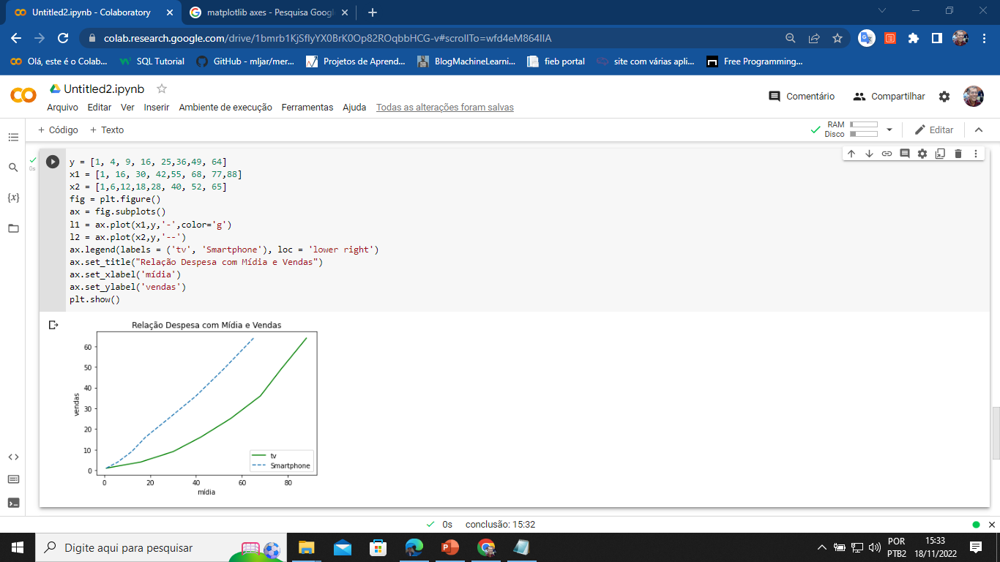 Untitled2.ipynb - Colaboratory
matplotlib axes - Pesquisa Googl
colab.research.google.com/drive/1bmrb1KjSflyYX0BrK0Op82ROqbbHCG-v#scrollTo=wfd4eM864IlA
Olá, este é o Colab...
SQL Tutorial
GitHub - mljar/mer...
Projetos de Aprend...
BlogMachineLearni...
fieb portal
site com várias apli...
Free Programming...
Untitled2.ipynb
Comentário
Compartilhar
Arquivo Editar Ver Inserir Ambiente de execução Ferramentas Ajuda Todas as alterações foram salvas
+ Código + Texto
RAM
Disco
Editar
0s
y = [1, 4, 9, 16, 25,36,49, 64]
x1 = [1, 16, 30, 42,55, 68, 77,88]
x2 = [1,6,12,18,28, 40, 52, 65]
fig = plt.figure()
ax = fig.subplots()
l1 = ax.plot(x1,y,'-',color='g')
l2 = ax.plot(x2,y,'--')
ax.legend(labels = ('tv', 'Smartphone'), loc = 'lower right')
ax.set_title("Relação Despesa com Mídia e Vendas")
ax.set_xlabel('mídia')
ax.set_ylabel('vendas')
plt.show()
{x}
Relação Despesa com Mídia e Vendas
60
50
40
30
20
10
0
vendas
tv
Smartphone
0 20 40 60 80
mídia
0s conclusão: 15:32
Digite aqui para pesquisar
POR
PTB2
15:33
18/11/2022